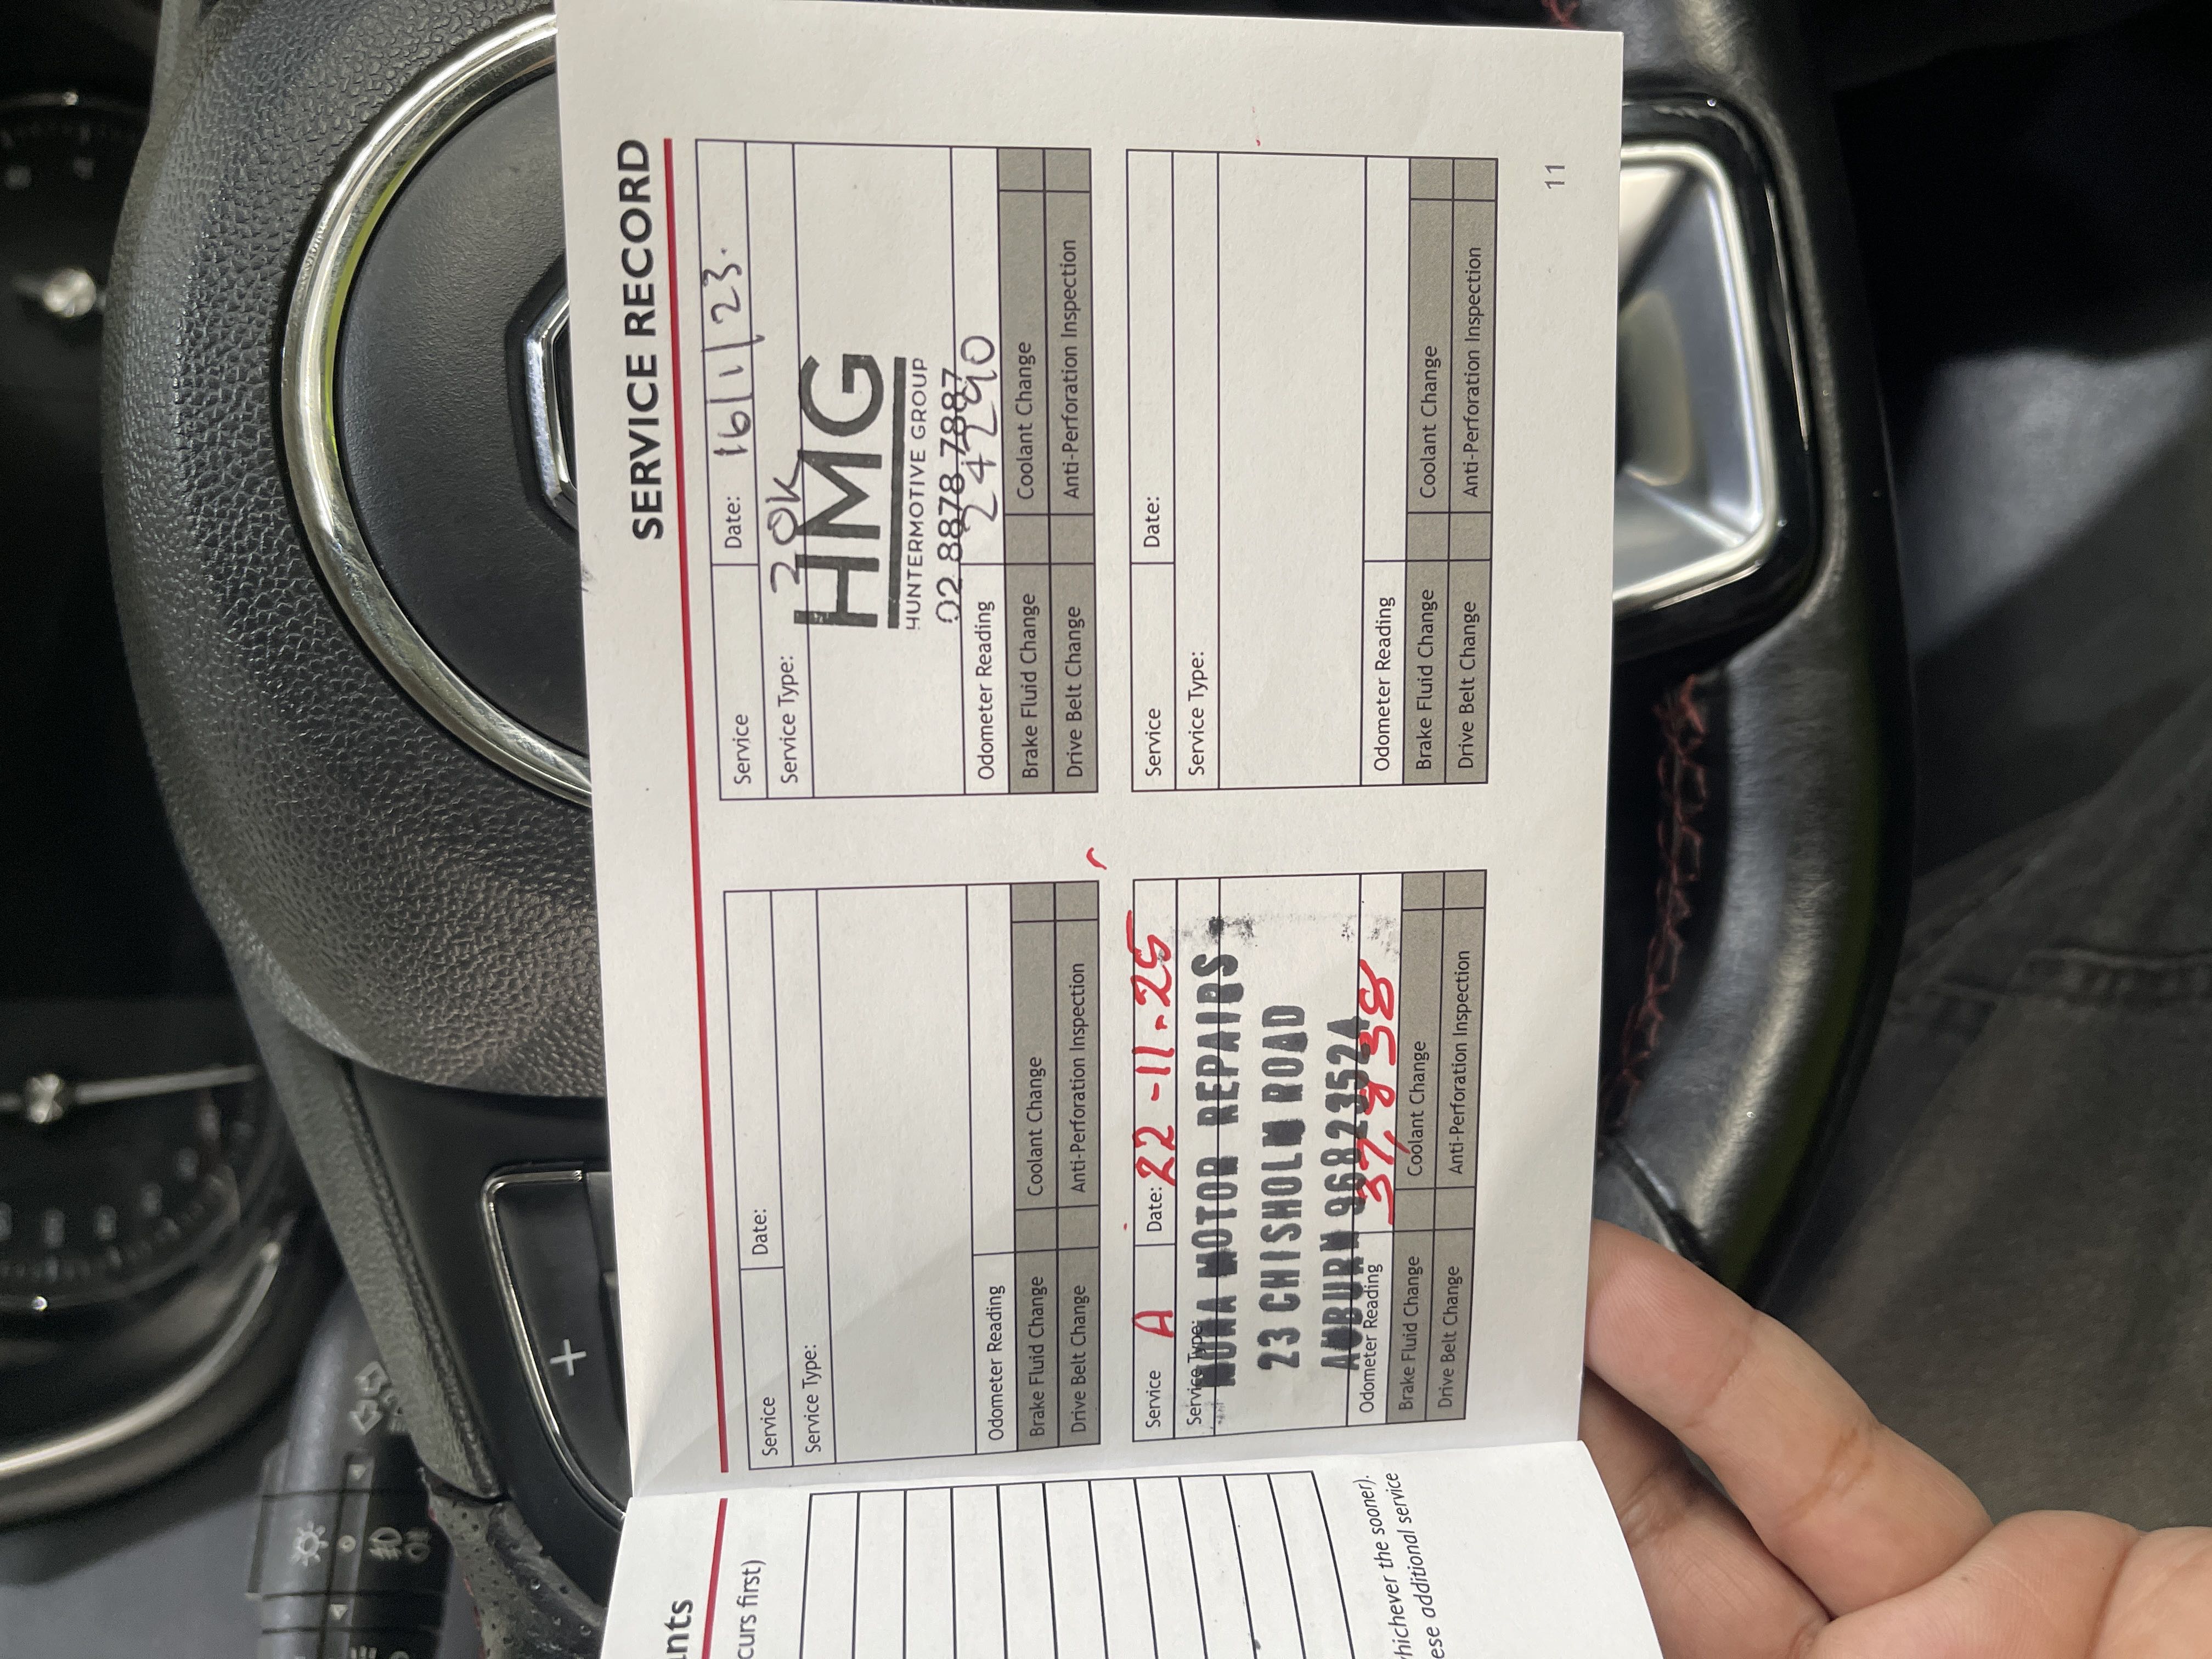 SERVICE RECORD
Service
Date:
Service Type:
Odometer Reading
Brake Fluid Change
Coolant Change
Drive Belt Change
Anti-Perforation Inspection
Service
Date: 16/1/23.
Service Type: 20K
HMG
HUNTERMOTIVE GROUP
02 8878 7887
Odometer Reading 24290
Brake Fluid Change
Coolant Change
Drive Belt Change
Anti-Perforation Inspection
Service A
Date: 22-11-25
Service Type:
MOTOR REPAIRS
23 CHISHOLM ROAD
AUBURN 96823524
Odometer Reading 37,838
Brake Fluid Change
Coolant Change
Drive Belt Change
Anti-Perforation Inspection
Service
Date:
Service Type:
Odometer Reading
Brake Fluid Change
Coolant Change
Drive Belt Change
Anti-Perforation Inspection
11
nts
curs first)
hichever the sooner).
ese additional service
+